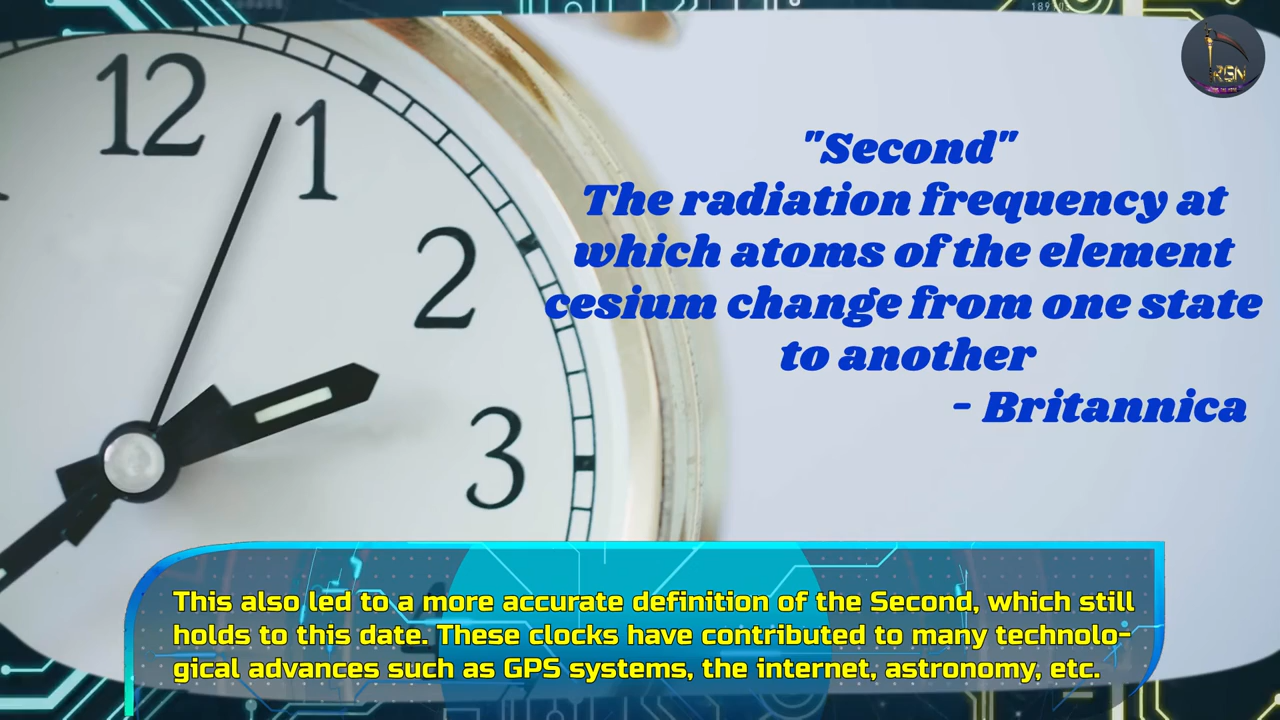 189103
RSN
12
1
2
3
"Second"
The radiation frequency at
which atoms of the element
cesium change from one state
to another
- Britannica
This also led to a more accurate definition of the Second, which still
holds to this date. These clocks have contributed to many technolo-
gical advances such as GPS systems, the internet, astronomy, etc.